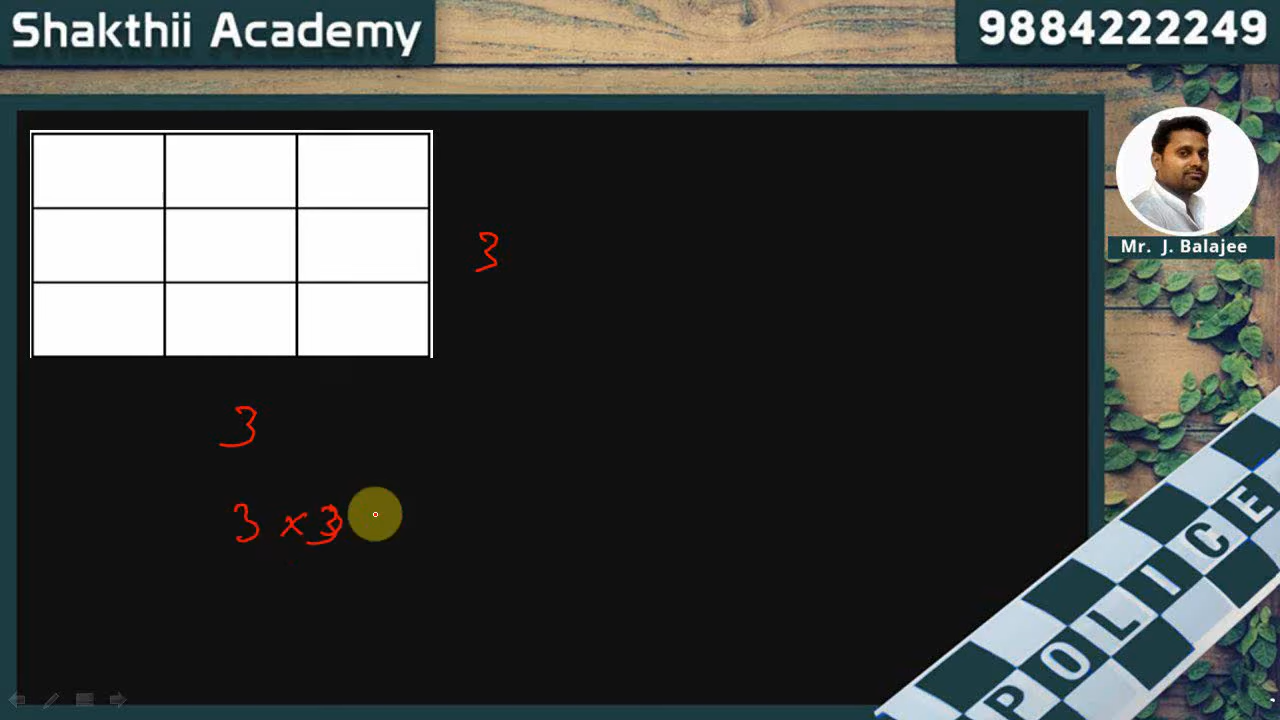 Shakthii Academy
9884222249
Mr. J. Balajee
3
3
3 × 3
POLICE